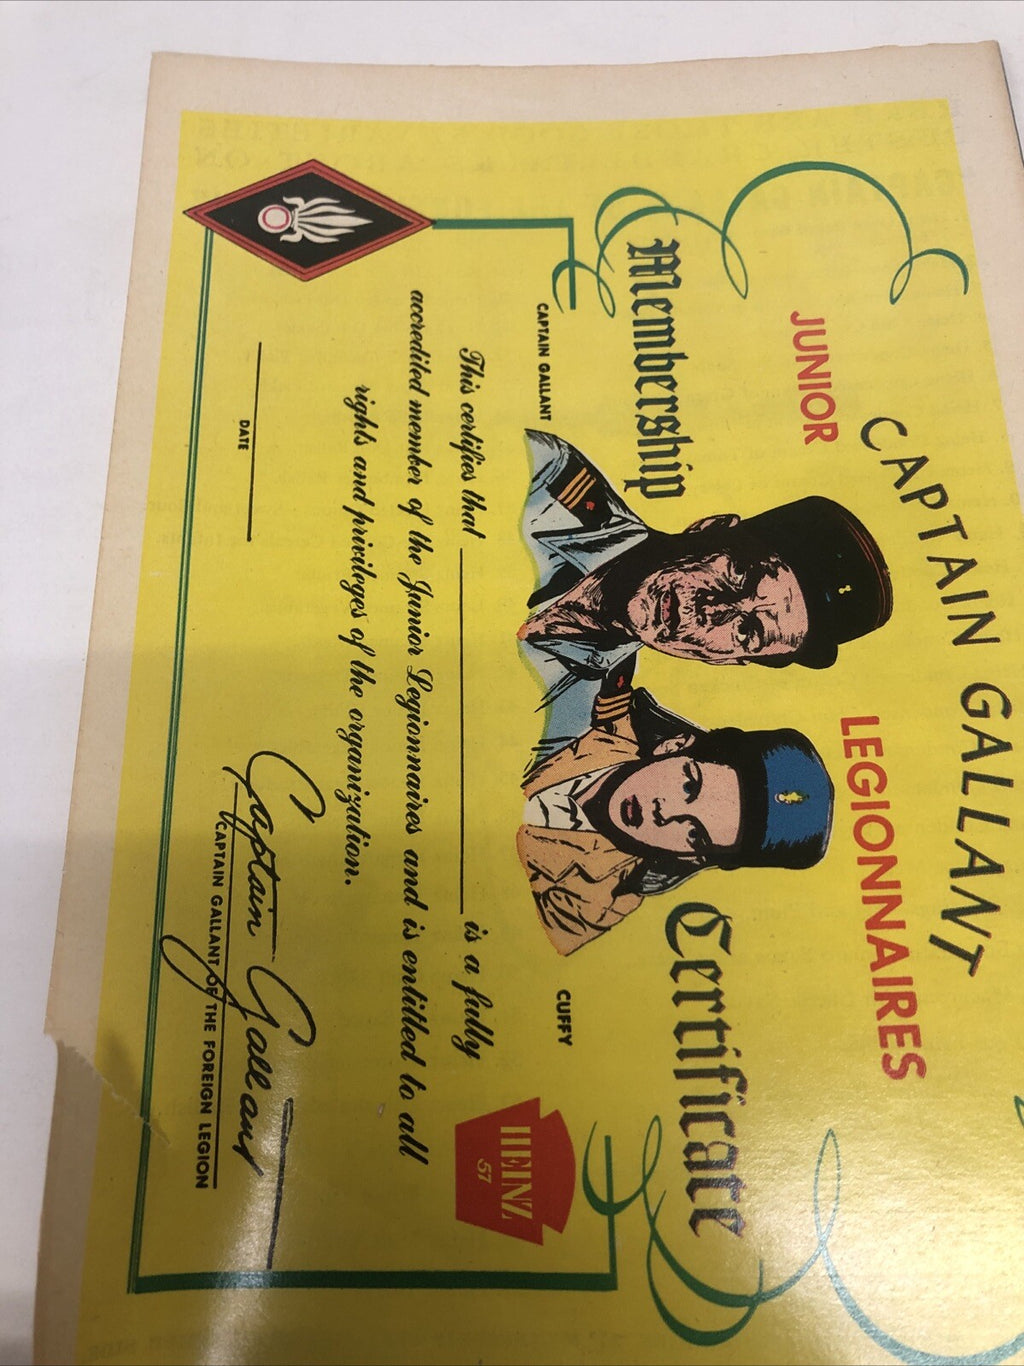 CAPTAIN GALLANT
JUNIOR LEGIONNAIRES
Membership Certificate
CAPTAIN GALLANT
CUFFY
HEINZ
57
This certifies that is a fully
accredited member of the Junior Legionnaires and is entitled to all
rights and privileges of the organization.
DATE
Captain Gallant
CAPTAIN GALLANT OF THE FOREIGN LEGION